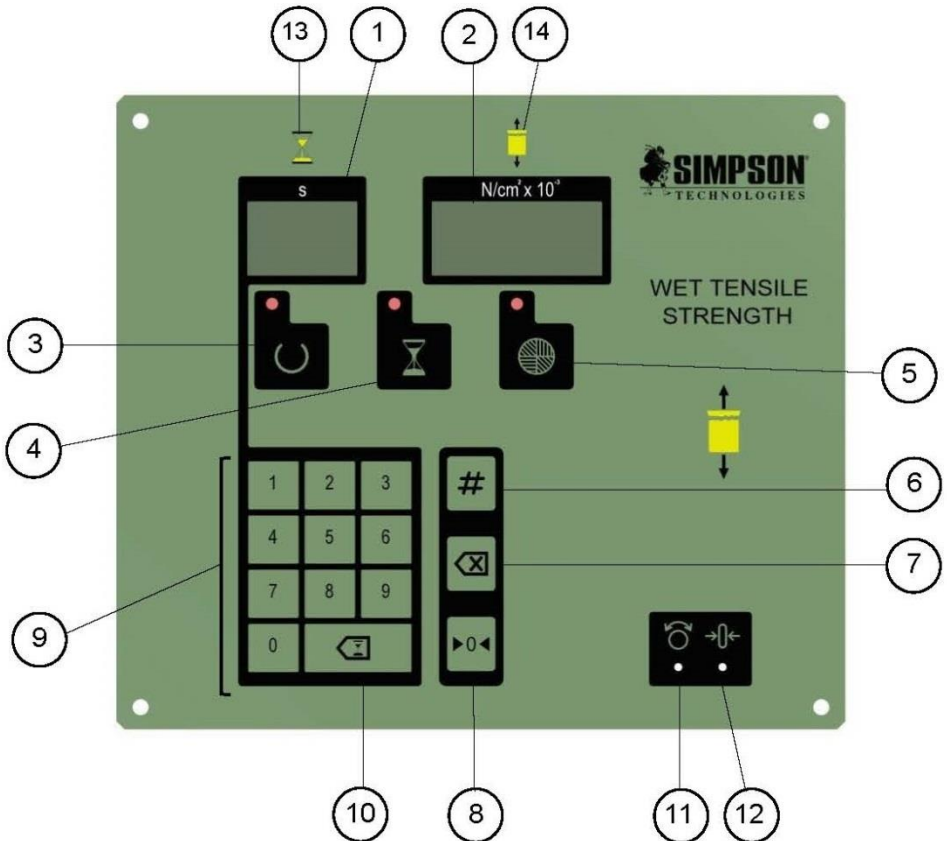 13 1 2 14
SIMPSON
TECHNOLOGIES
s
N/cm² x 10⁻³
WET TENSILE
STRENGTH
3
5
4
1 2 3
#
6
4 5 6
7
7 8 9
9
0
0
10 8 11 12